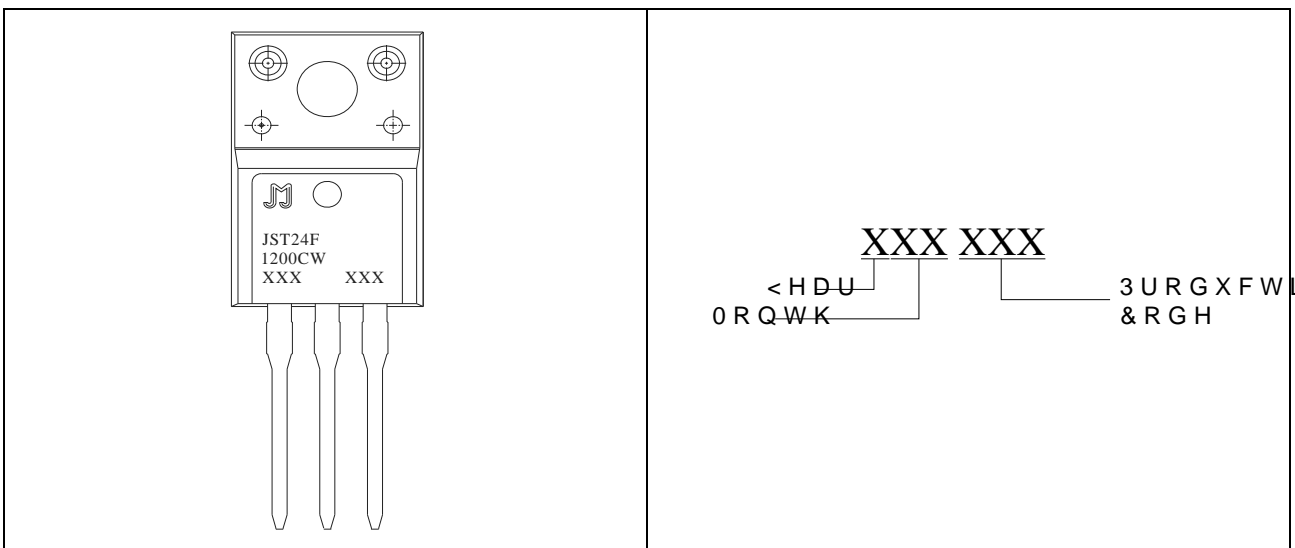 JST24F
1200CW
XXX XXX
XXX XXX
<HDU
0RQWK
3URGXFWL
&RGH